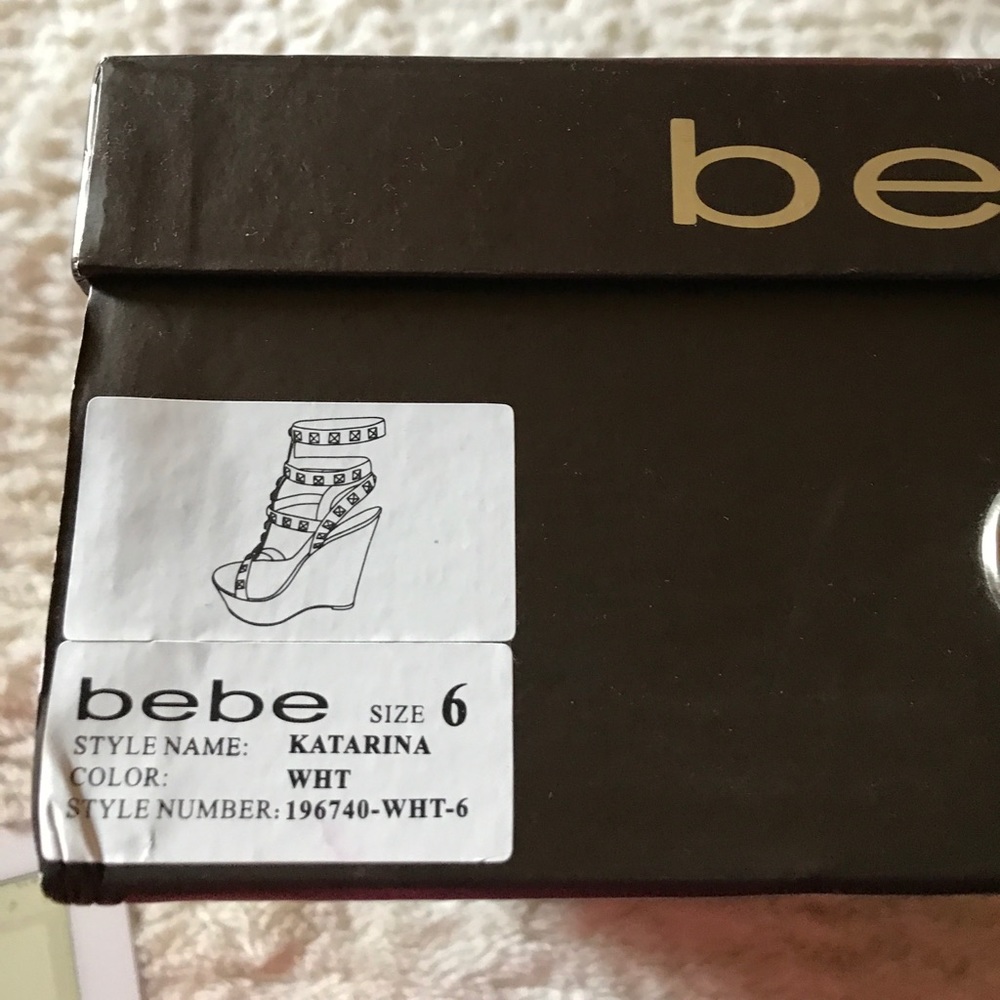 be
bebe SIZE 6
STYLE NAME: KATARINA
COLOR: WHT
STYLE NUMBER: 196740-WHT-6